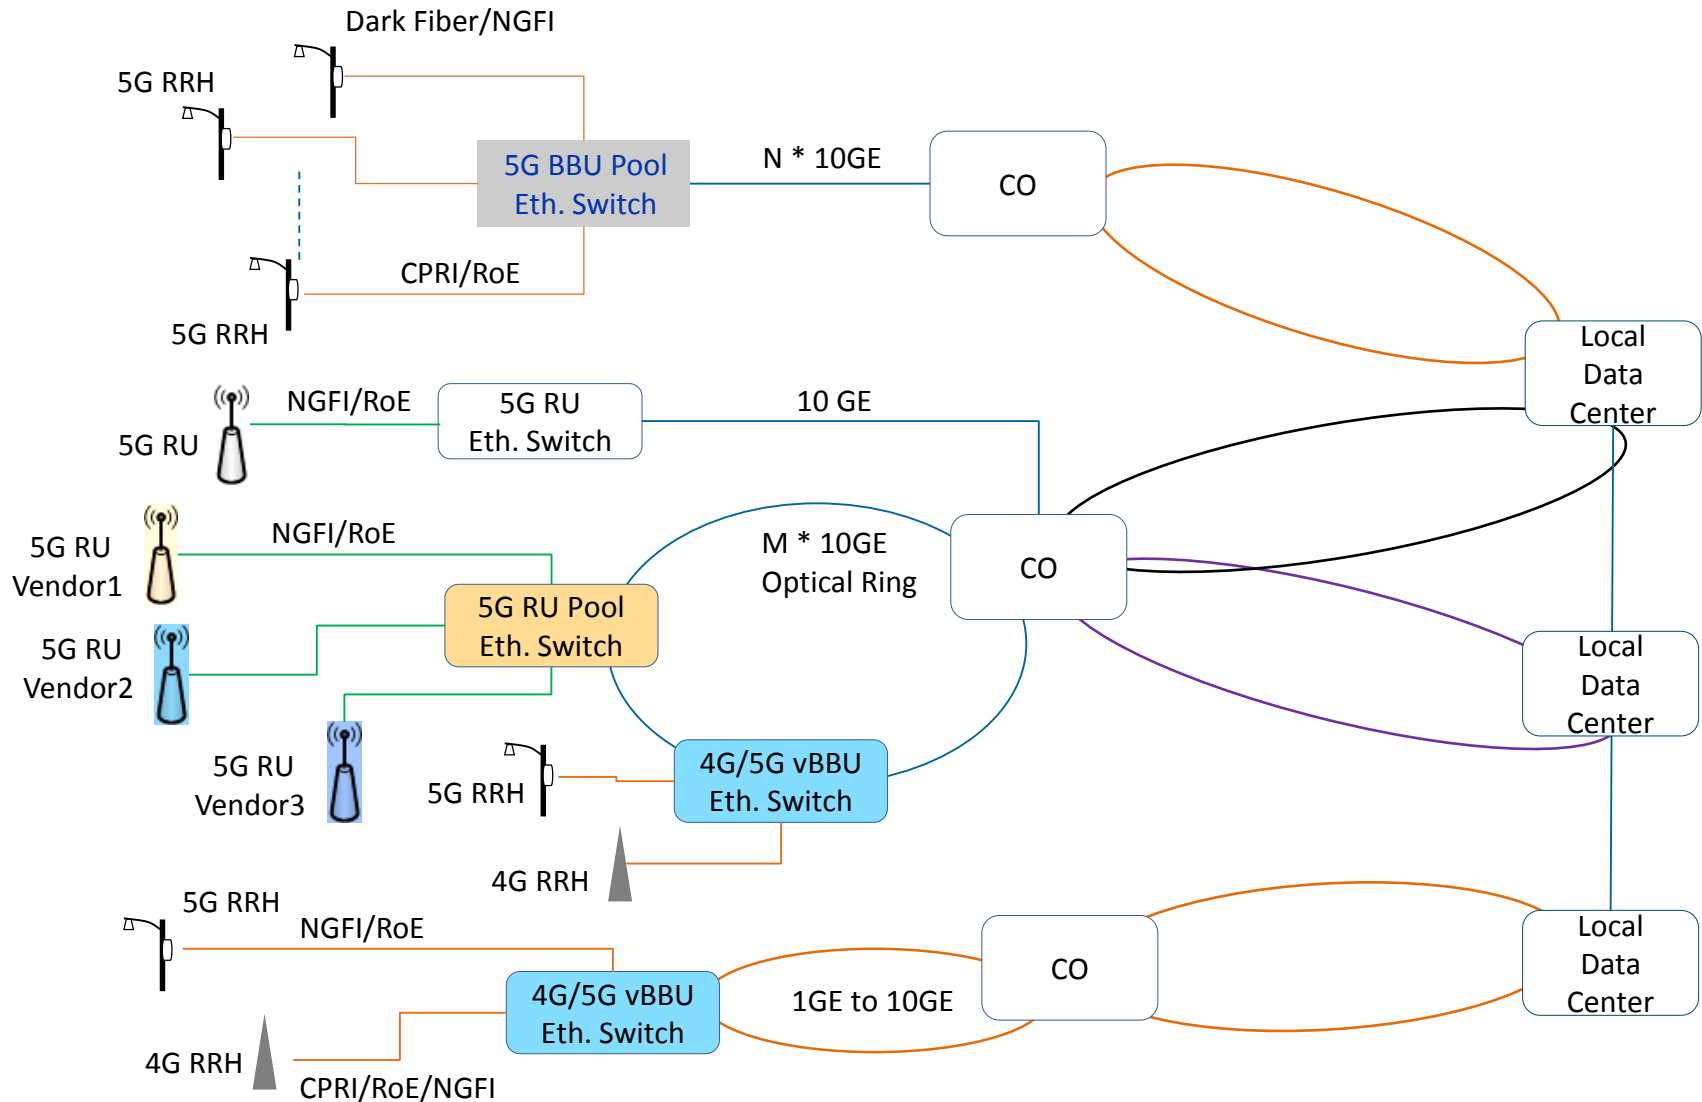 Dark Fiber/NGFI
5G RRH
5G BBU Pool
Eth. Switch
N * 10GE
CO
CPRI/RoE
5G RRH
Local
Data
Center
NGFI/RoE
5G RU
5G RU
Eth. Switch
10 GE
5G RU
Vendor1
NGFI/RoE
M * 10GE
Optical Ring
CO
5G RU Pool
Eth. Switch
5G RU
Vendor2
Local
Data
Center
5G RU
Vendor3
5G RRH
4G/5G vBBU
Eth. Switch
4G RRH
5G RRH
NGFI/RoE
4G/5G vBBU
Eth. Switch
1GE to 10GE
CO
Local
Data
Center
4G RRH
CPRI/RoE/NGFI